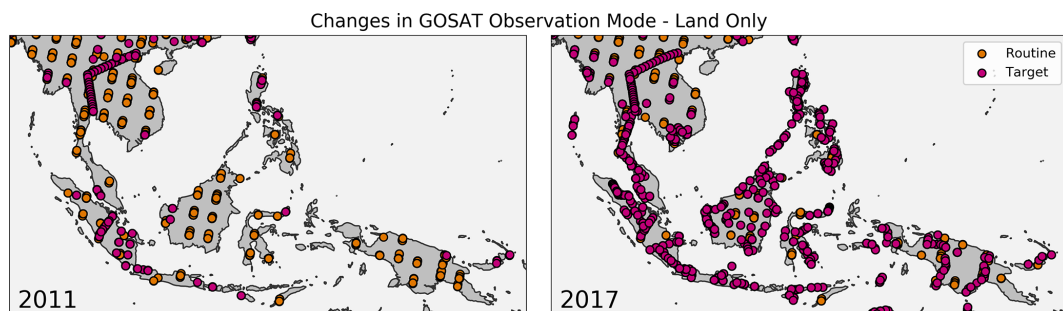 Changes in GOSAT Observation Mode - Land Only
Routine
Target
2011
2017